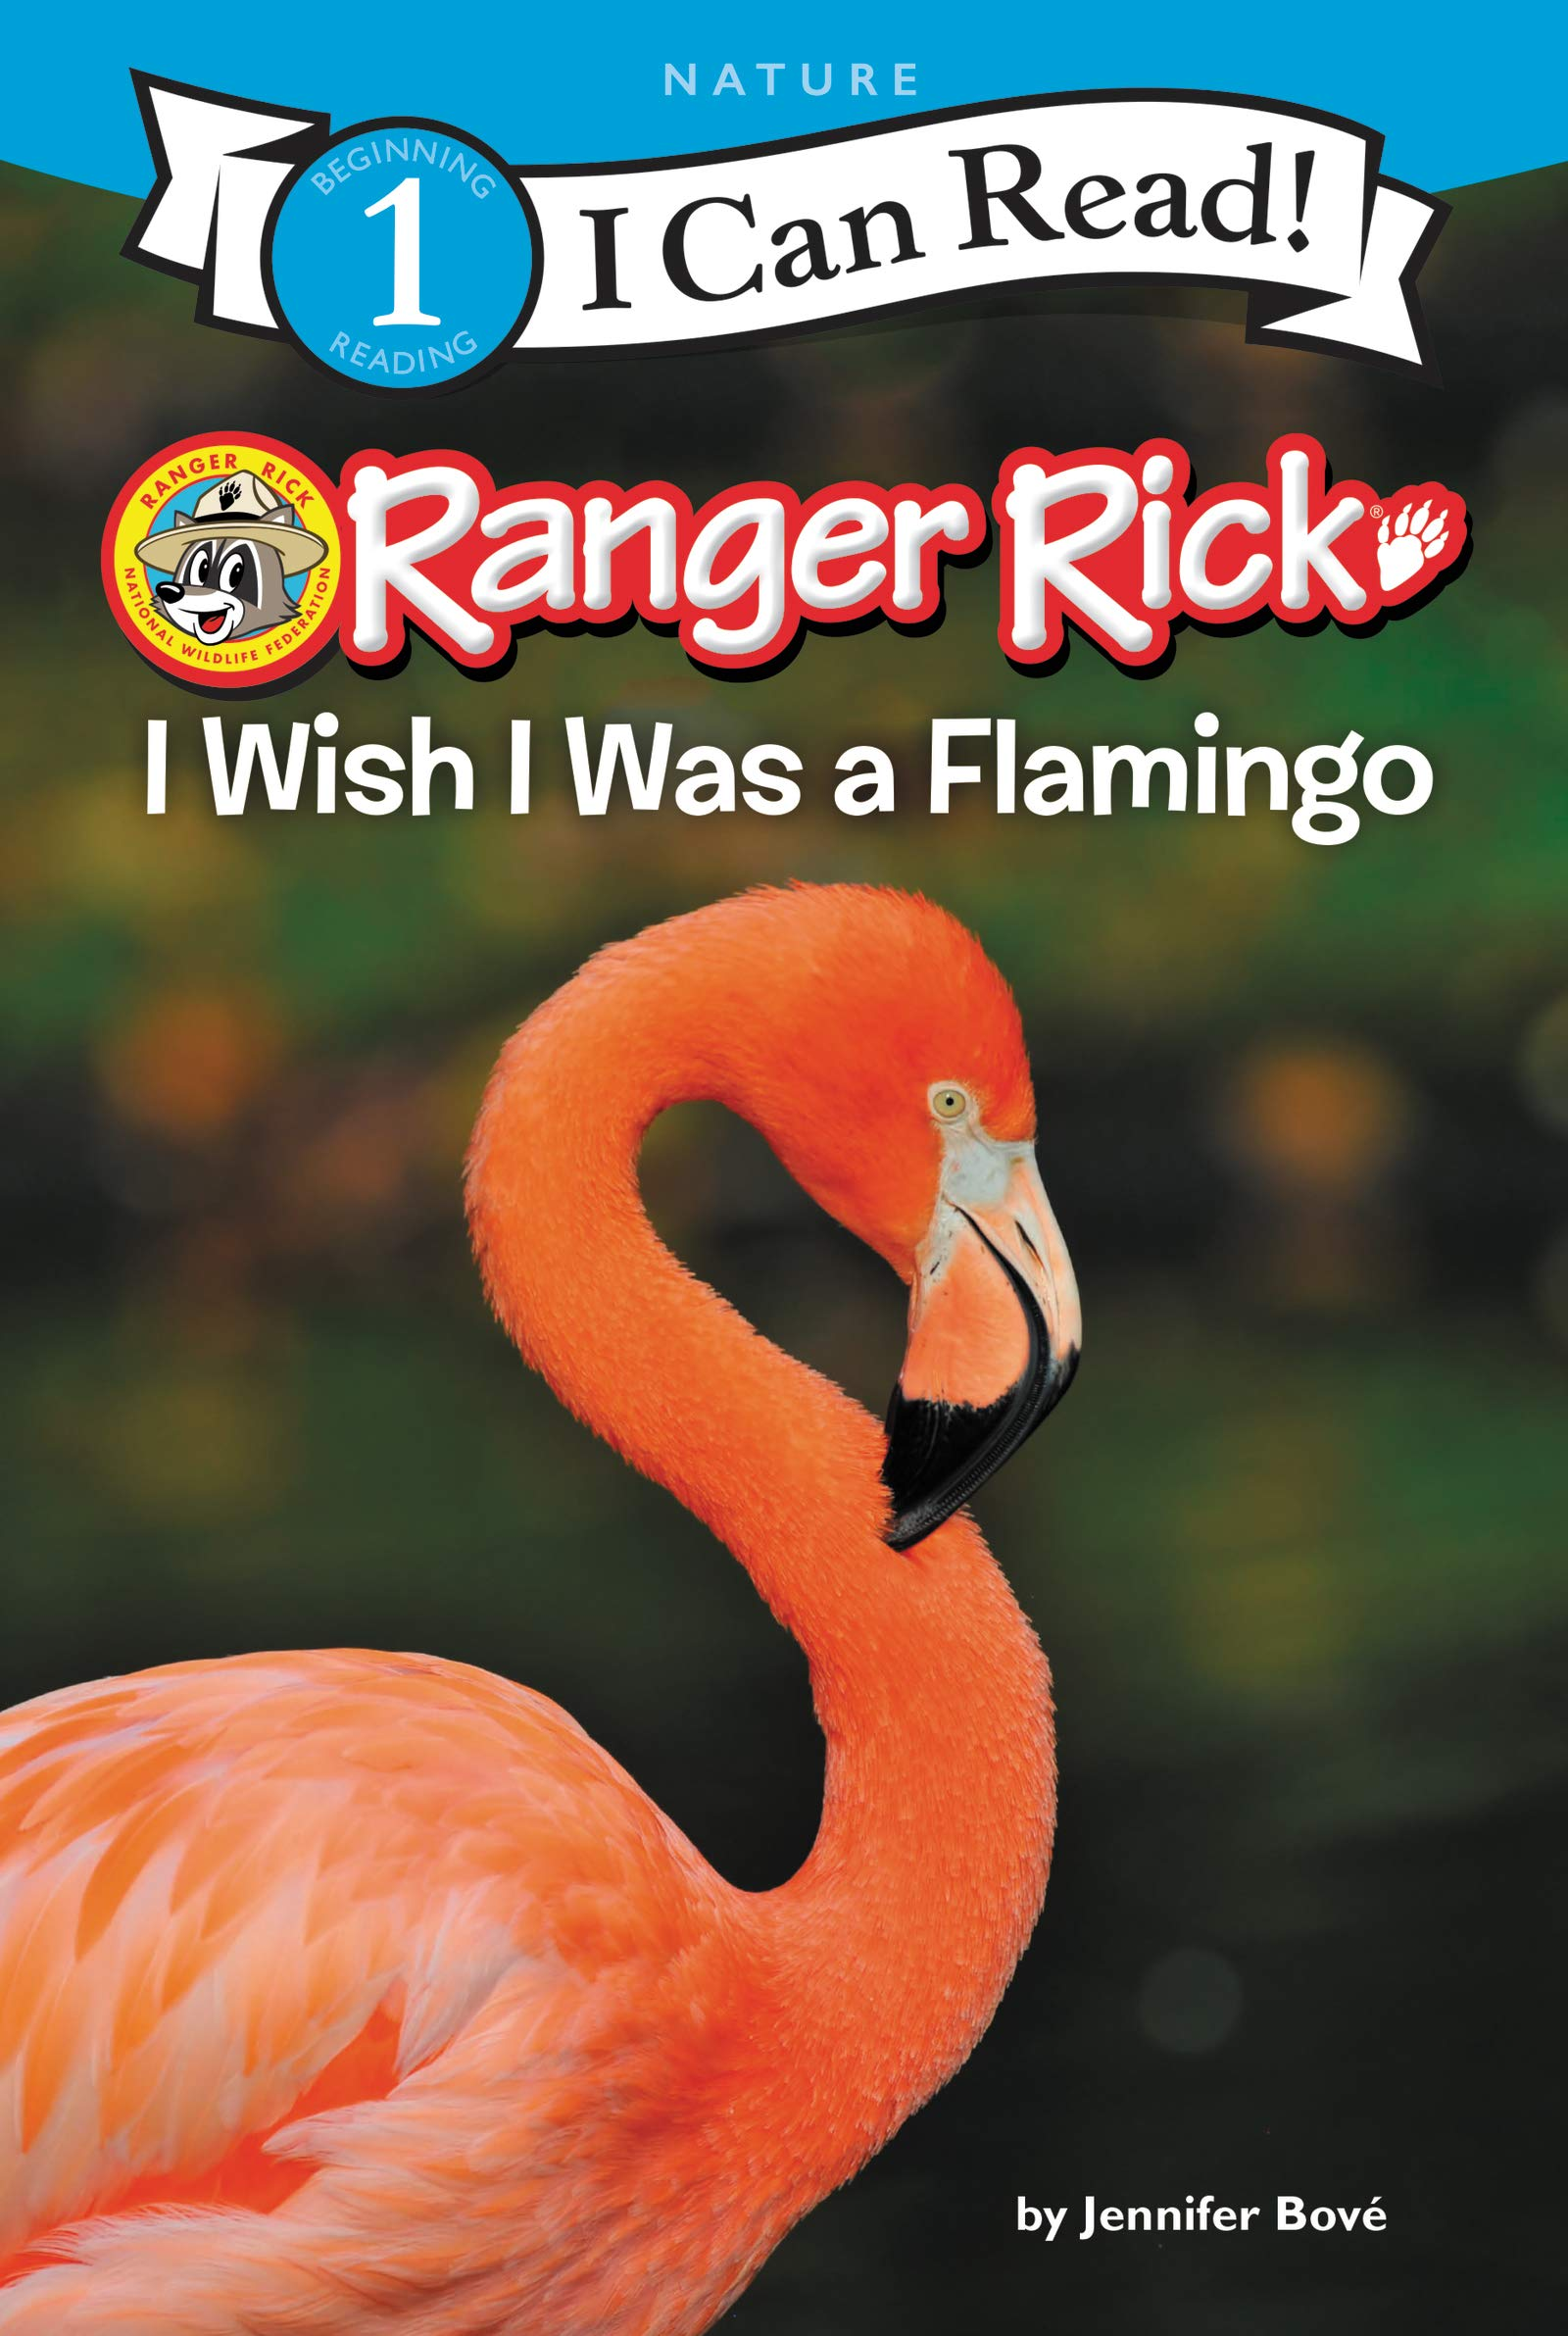 NATURE
BEGINNING
1
READING
I Can Read!
RANGER RICK
NATIONAL WILDLIFE FEDERATION
Ranger Rick®
I Wish I Was a Flamingo
by Jennifer Bové